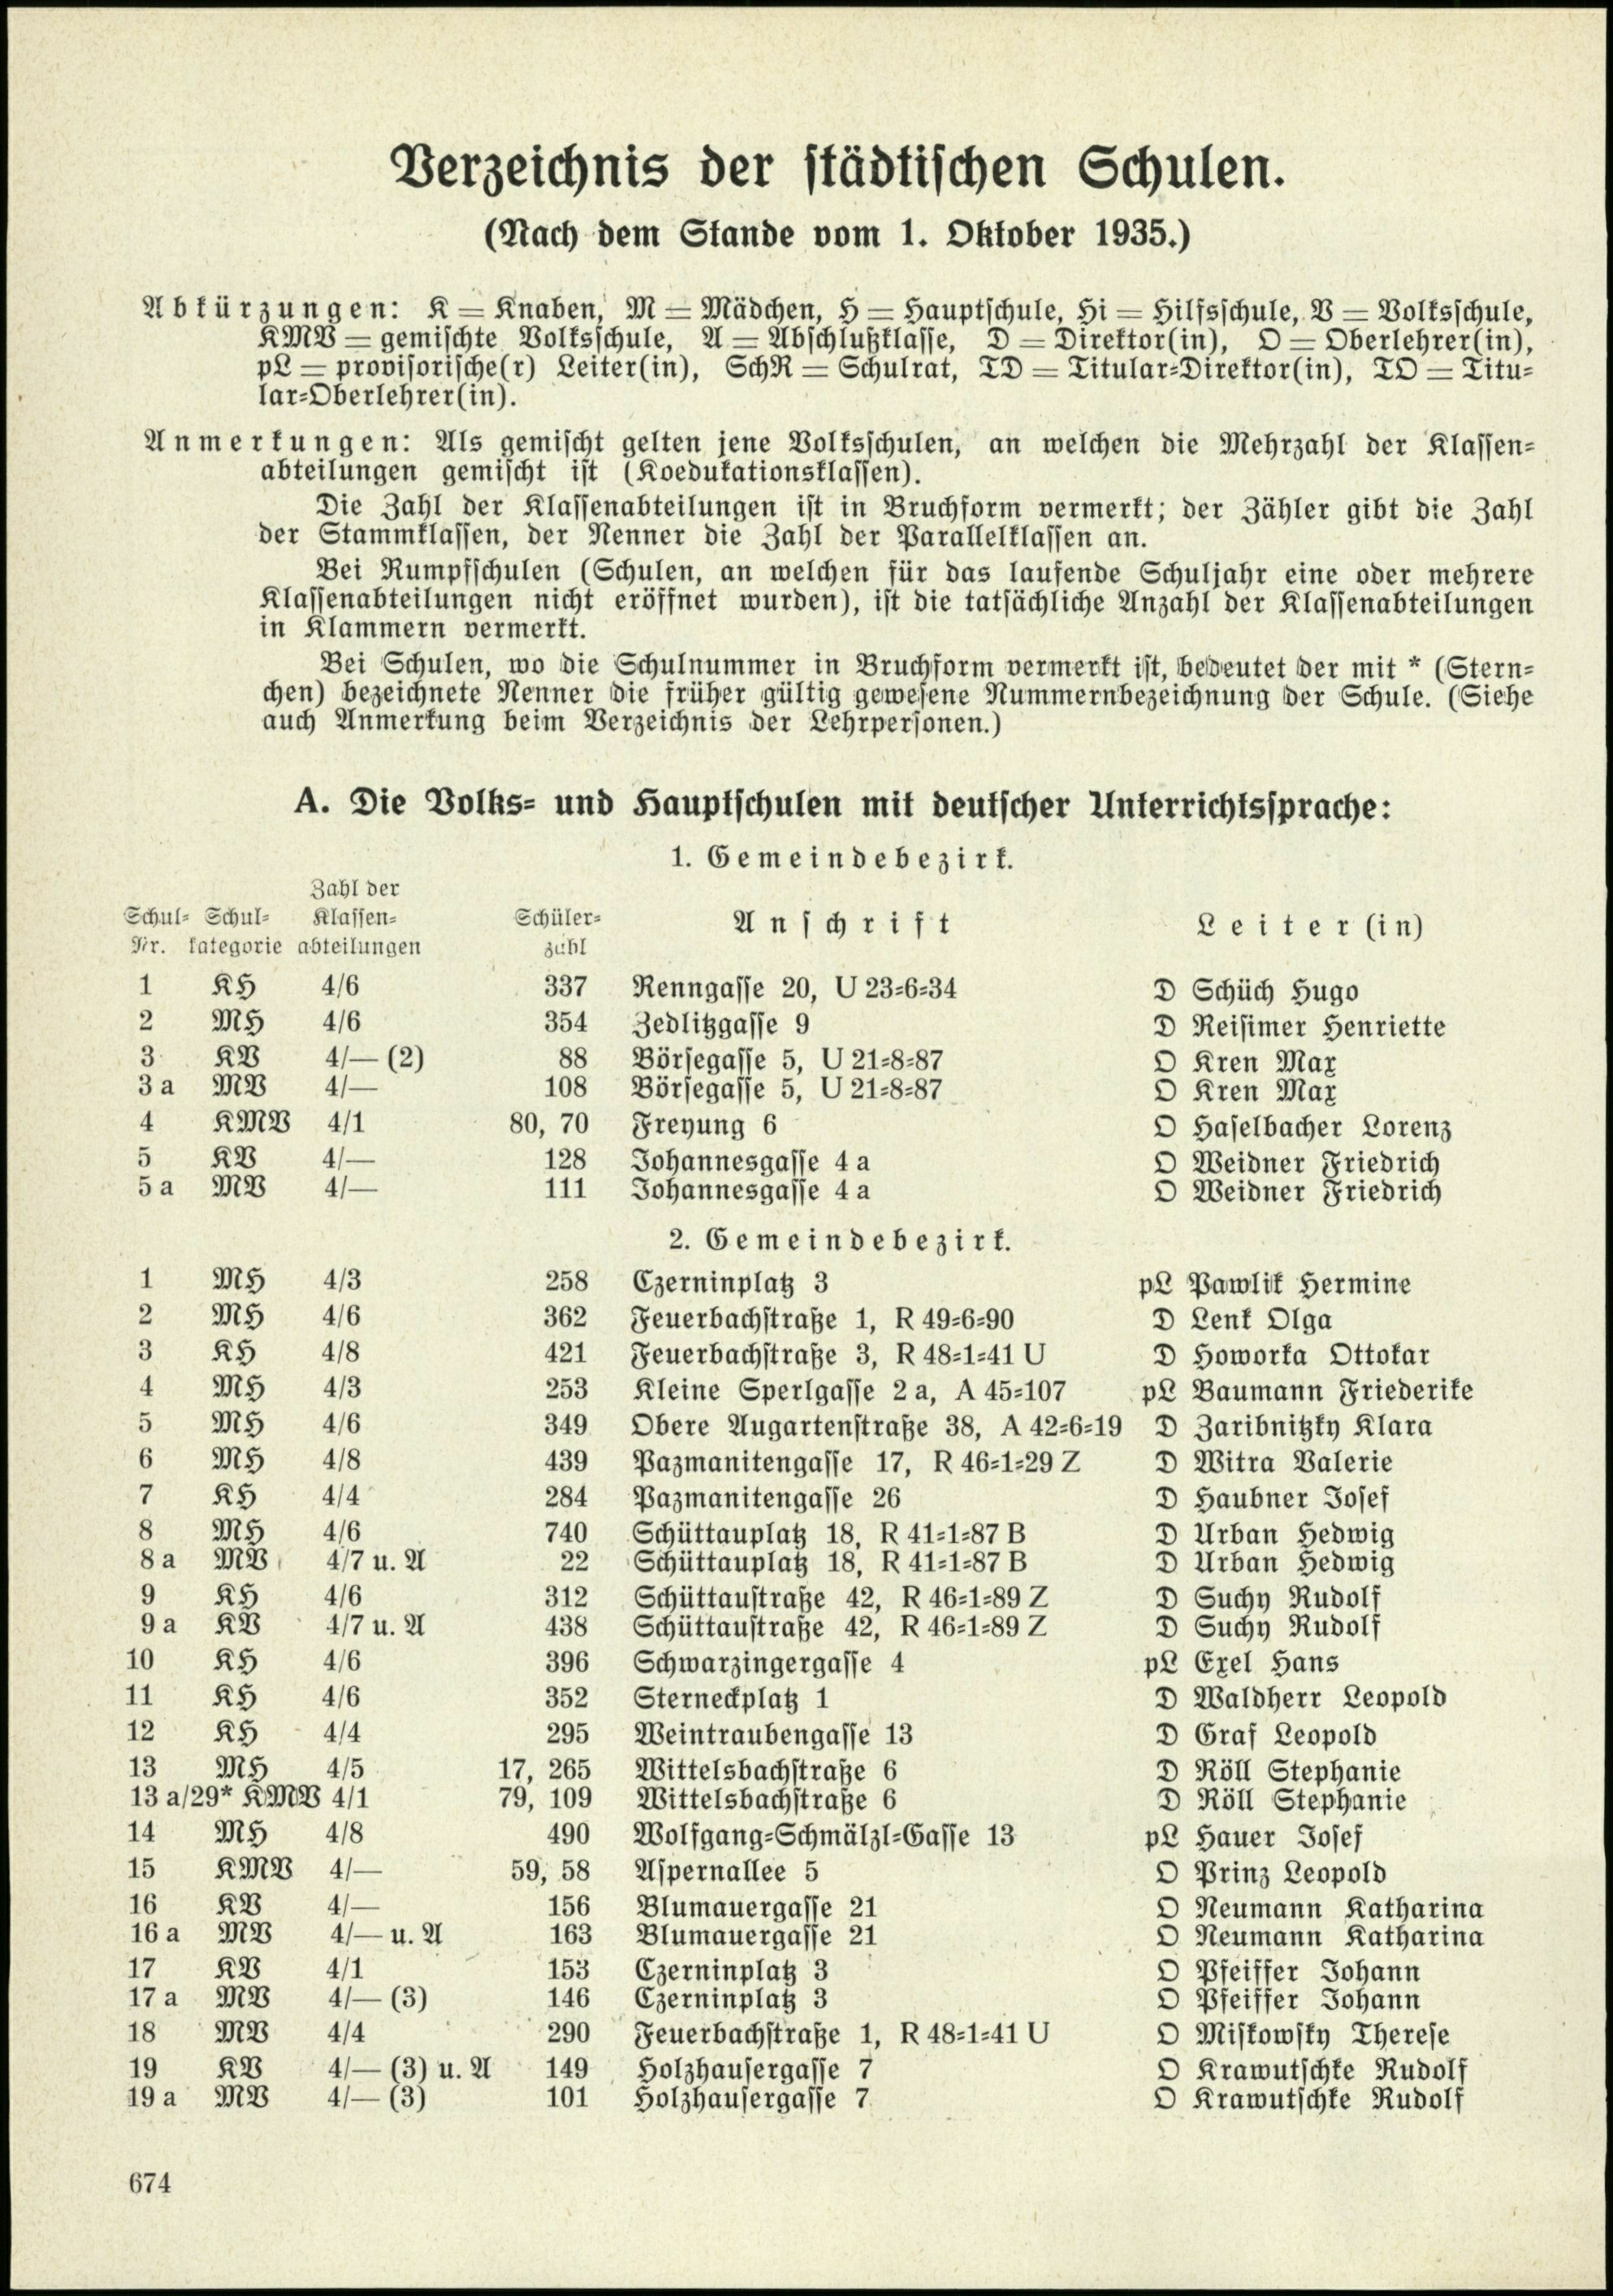 Verzeichnis der städtischen Schulen.
(Nach dem Stande vom 1. Oktober 1935.)
Abkürzungen: K = Knaben, M = Mädchen, H = Hauptschule, Hi = Hilfsschule, V = Volksschule,
KMV = gemischte Volksschule, A = Abschlußklasse, D = Direktor(in), O = Oberlehrer(in),
pL = provisorische(r) Leiter(in), SchR = Schulrat, TD = Titular-Direktor(in), TO = Titu-
lar-Oberlehrer(in).
Anmerkungen: Als gemischt gelten jene Volksschulen, an welchen die Mehrzahl der Klassen-
abteilungen gemischt ist (Koedukationsklassen).
Die Zahl der Klassenabteilungen ist in Bruchform vermerkt; der Zähler gibt die Zahl
der Stammklassen, der Nenner die Zahl der Parallelklassen an.
Bei Rumpfschulen (Schulen, an welchen für das laufende Schuljahr eine oder mehrere
Klassenabteilungen nicht eröffnet wurden), ist die tatsächliche Anzahl der Klassenabteilungen
in Klammern vermerkt.
Bei Schulen, wo die Schulnummer in Bruchform vermerkt ist, bedeutet der mit * (Stern-
chen) bezeichnete Nenner die früher gültig gewesene Nummernbezeichnung der Schule. (Siehe
auch Anmerkung beim Verzeichnis der Lehrpersonen.)
A. Die Volks- und Hauptschulen mit deutscher Unterrichtssprache:
1. Gemeindebezirk.
Zahl der
Schul- Schul- Klassen- Schüler- Anschrift Leiter(in)
Nr. kategorie abteilungen zahl
1 KH 4/6 337 Renngasse 20, U 23-6-34 D Schüch Hugo
2 MH 4/6 354 Zedlitzgasse 9 D Reisimer Henriette
3 KV 4/— (2) 88 Börsegasse 5, U 21-8-87 O Kren Max
3 a MV 4/— 108 Börsegasse 5, U 21-8-87 O Kren Max
4 KMV 4/1 80, 70 Freyung 6 O Haselbacher Lorenz
5 KV 4/— 128 Johannesgasse 4 a O Weidner Friedrich
5 a MV 4/— 111 Johannesgasse 4 a O Weidner Friedrich
2. Gemeindebezirk.
1 MH 4/3 258 Czerninplatz 3 pL Pawlik Hermine
2 MH 4/6 362 Feuerbachstraße 1, R 49-6-90 D Lenk Olga
3 KH 4/8 421 Feuerbachstraße 3, R 48-1-41 U D Howorka Ottokar
4 MH 4/3 253 Kleine Sperlgasse 2 a, A 45-107 pL Baumann Friederike
5 MH 4/6 349 Obere Augartenstraße 38, A 42-6-19 D Zaribnitzky Klara
6 MH 4/8 439 Pazmanitengasse 17, R 46-1-29 Z D Witra Valerie
7 KH 4/4 284 Pazmanitengasse 26 D Haubner Josef
8 MH 4/6 740 Schüttauplatz 18, R 41-1-87 B D Urban Hedwig
8 a MV 4/7 u. A 22 Schüttauplatz 18, R 41-1-87 B D Urban Hedwig
9 KH 4/6 312 Schüttaustraße 42, R 46-1-89 Z D Suchy Rudolf
9 a KV 4/7 u. A 438 Schüttaustraße 42, R 46-1-89 Z D Suchy Rudolf
10 KH 4/6 396 Schwarzingergasse 4 pL Exel Hans
11 KH 4/6 352 Sterneckplatz 1 D Waldherr Leopold
12 KH 4/4 295 Weintraubengasse 13 D Graf Leopold
13 MH 4/5 17, 265 Wittelsbachstraße 6 D Röll Stephanie
13 a/29* KMV 4/1 79, 109 Wittelsbachstraße 6 D Röll Stephanie
14 MH 4/8 490 Wolfgang-Schmälzl-Gasse 13 pL Hauer Josef
15 KMV 4/— 59, 58 Aspernallee 5 O Prinz Leopold
16 KV 4/— 156 Blumauergasse 21 O Neumann Katharina
16 a MV 4/— u. A 163 Blumauergasse 21 O Neumann Katharina
17 KV 4/1 153 Czerninplatz 3 O Pfeiffer Johann
17 a MV 4/— (3) 146 Czerninplatz 3 O Pfeiffer Johann
18 MV 4/4 290 Feuerbachstraße 1, R 48-1-41 U O Miskowsky Therese
19 KV 4/— (3) u. A 149 Holzhausergasse 7 O Krawutschke Rudolf
19 a MV 4/— (3) 101 Holzhausergasse 7 O Krawutschke Rudolf
674